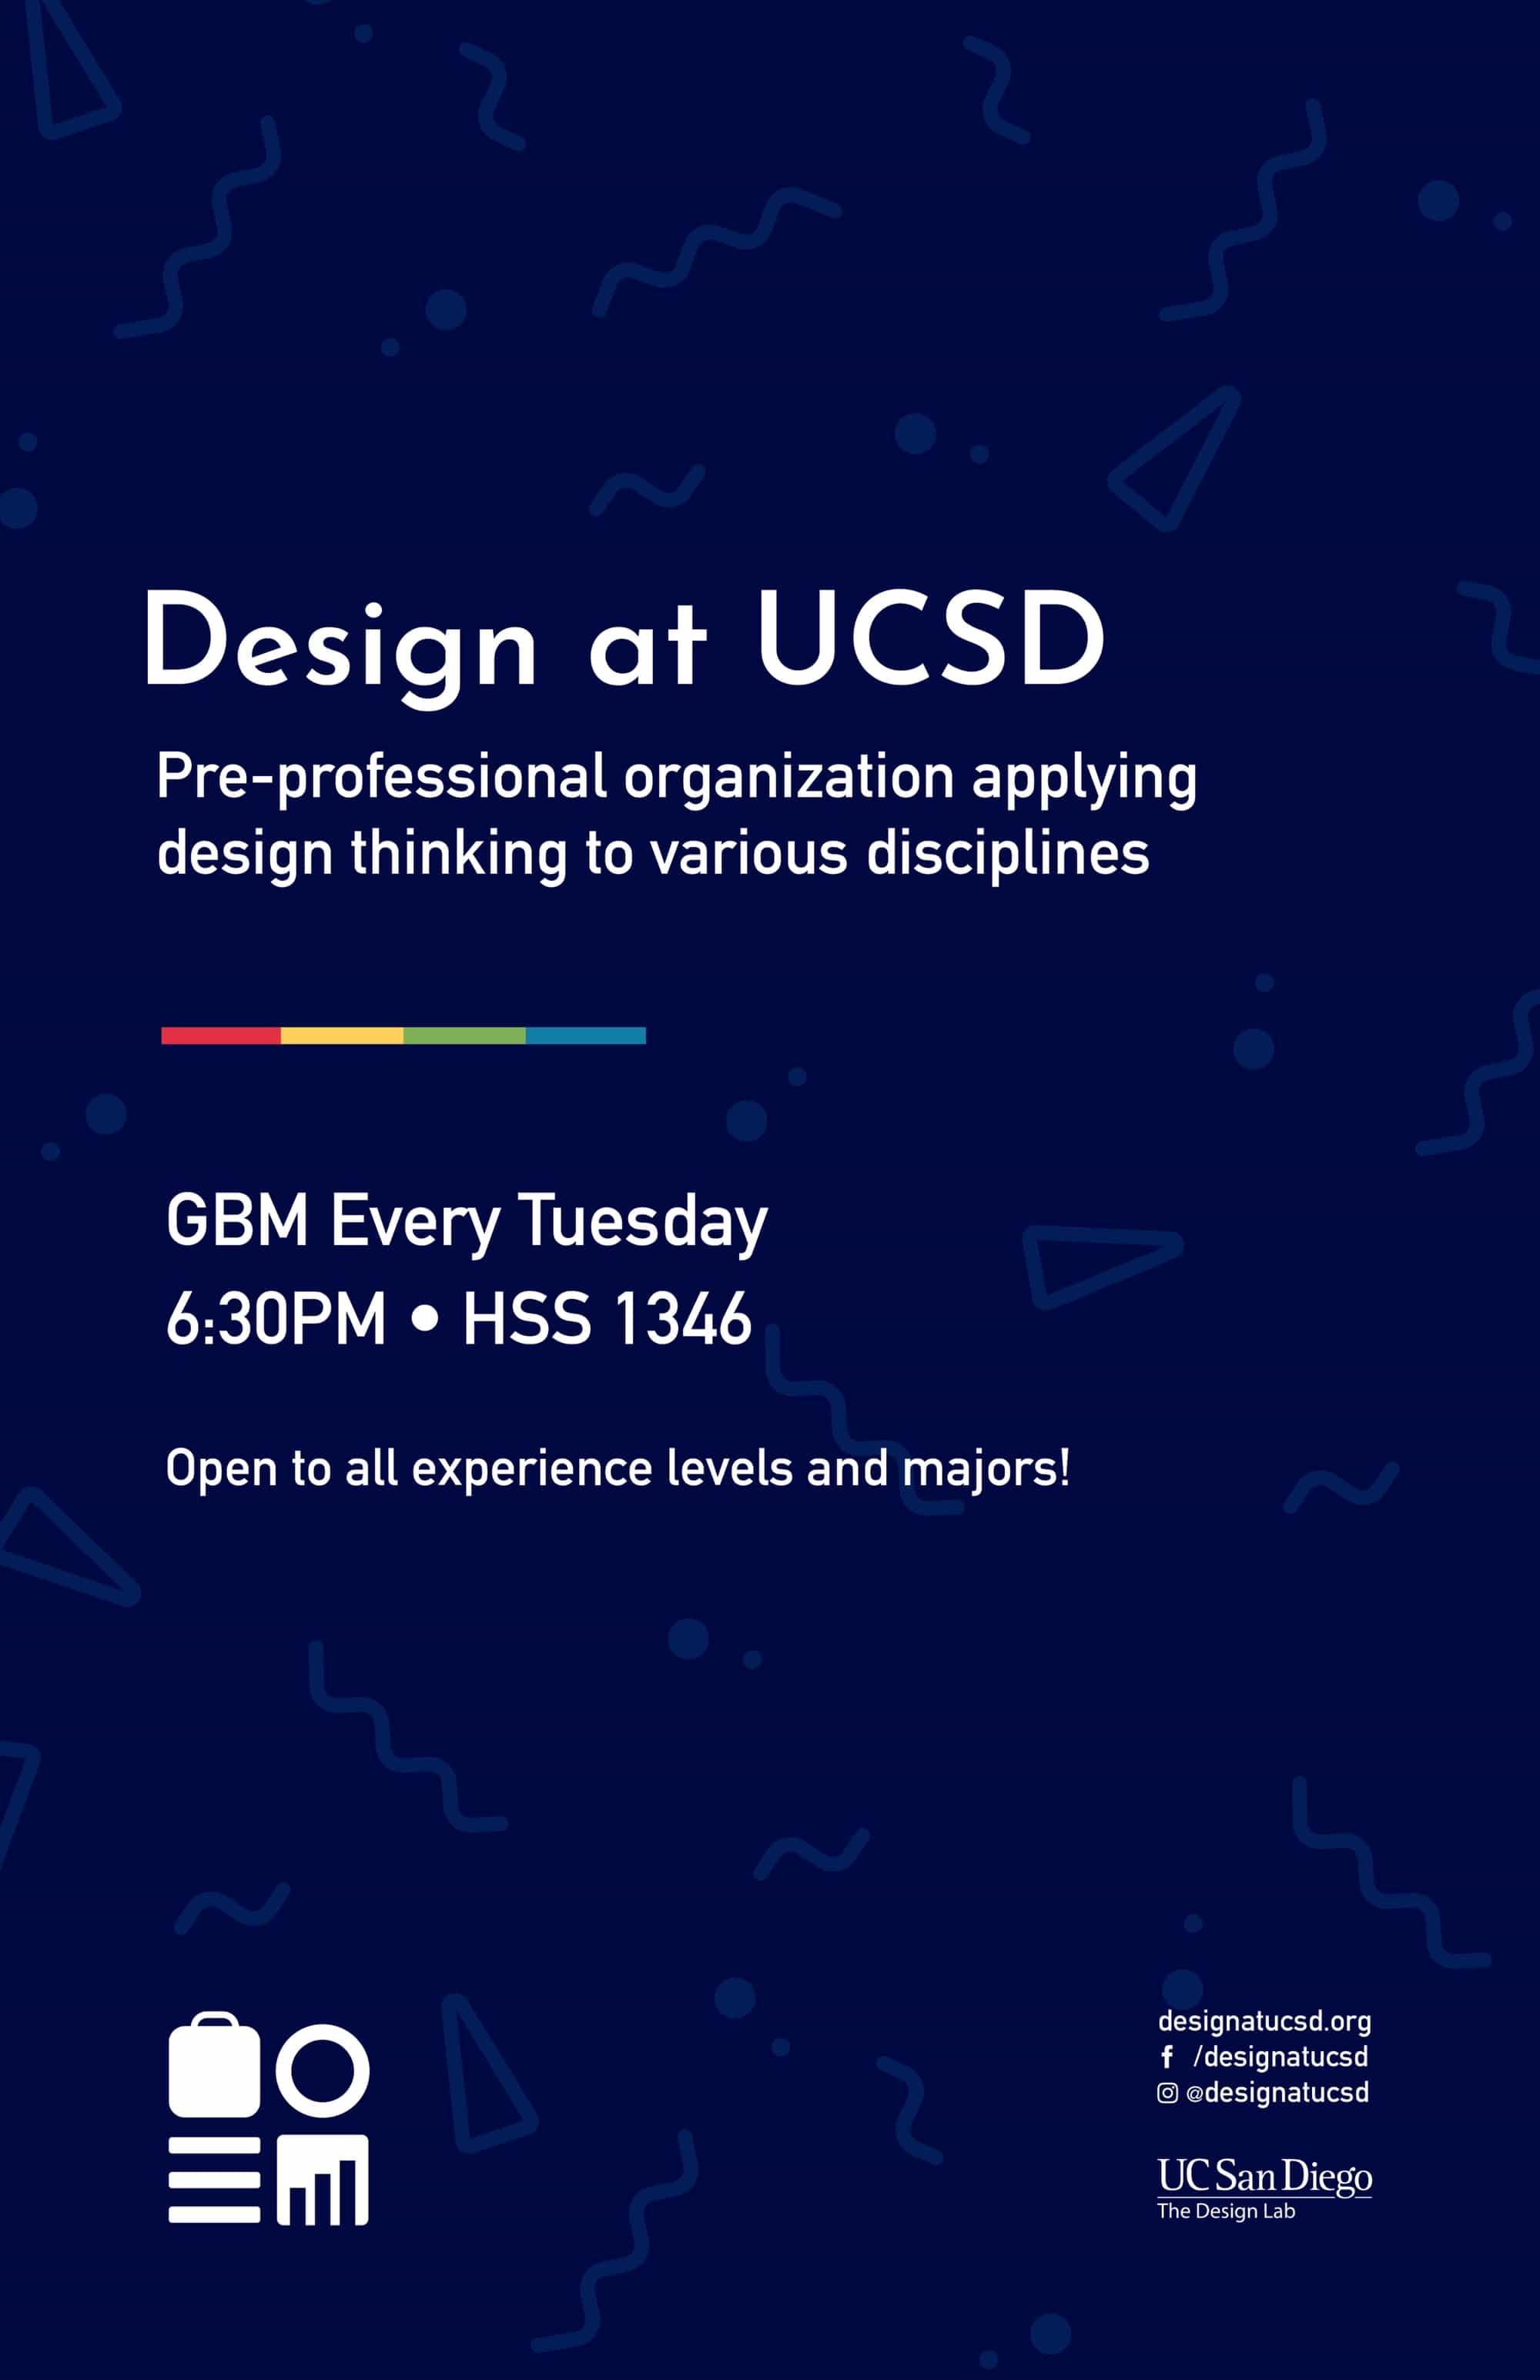 Design at UCSD
Pre-professional organization applying
design thinking to various disciplines
GBM Every Tuesday
6:30PM • HSS 1346
Open to all experience levels and majors!
designatucsd.org
f /designatucsd
@designatucsd
UC San Diego
The Design Lab